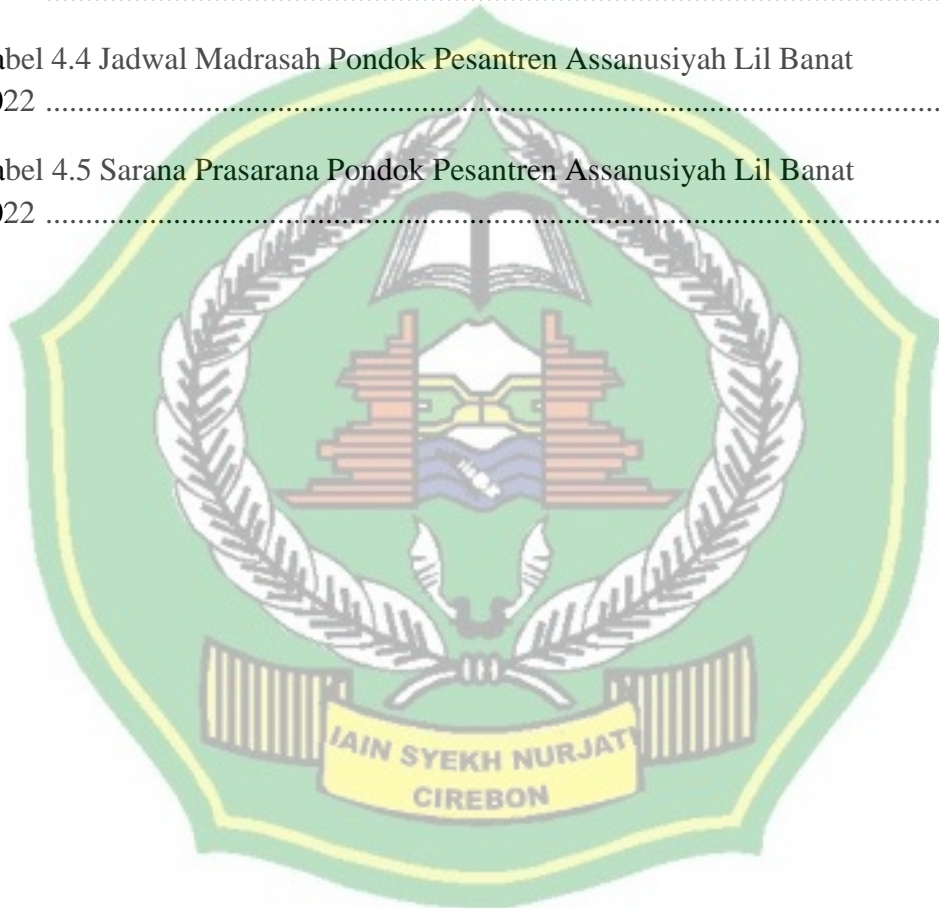 abel 4.4 Jadwal Madrasah Pondok Pesantren Assanusiyah Lil Banat
022 ........................................................................................................................
abel 4.5 Sarana Prasarana Pondok Pesantren Assanusiyah Lil Banat
022 ........................................................................................................................
IAIN SYEKH NURJATI
CIREBON